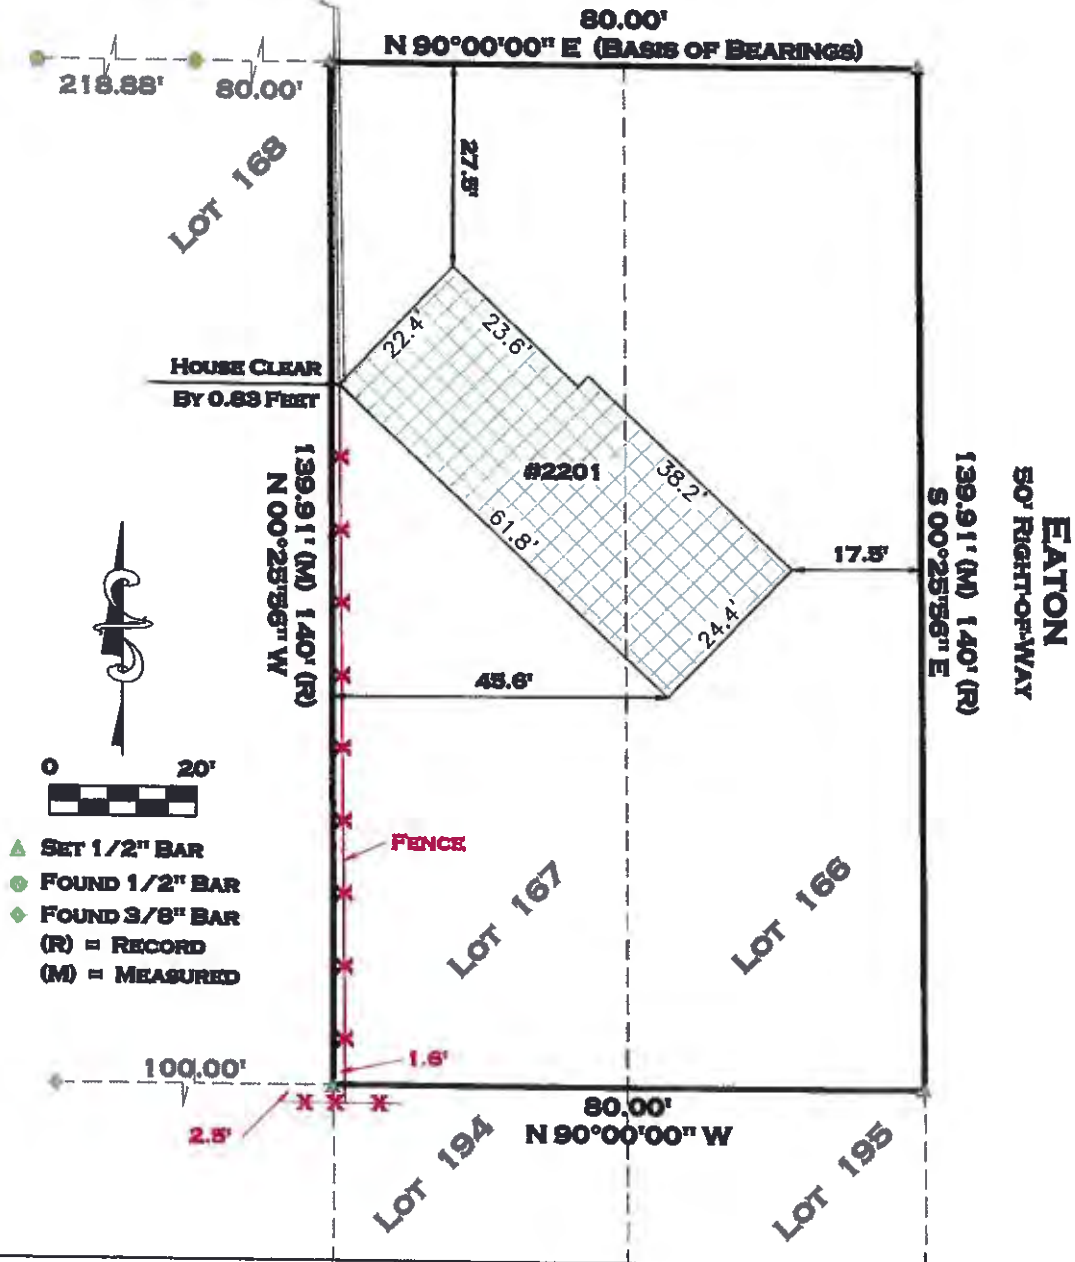 80.00'
N 90°00'00" E (BASIS OF BEARINGS)
218.88'
80.00'
LOT 168
27.5'
22.4'
23.6'
HOUSE CLEAR
BY 0.83 FEET
#2201
38.2'
61.8'
17.5'
24.4'
45.6'
139.91' (M) 140' (R)
N 00°25'56" W
139.91' (M) 140' (R)
S 00°25'56" E
EATON
50' RIGHT-OF-WAY
0 20'
SET 1/2" BAR
FOUND 1/2" BAR
FOUND 3/8" BAR
(R) = RECORD
(M) = MEASURED
FENCE
LOT 167
LOT 166
1.6'
100.00'
2.5'
80.00'
N 90°00'00" W
LOT 194
LOT 195